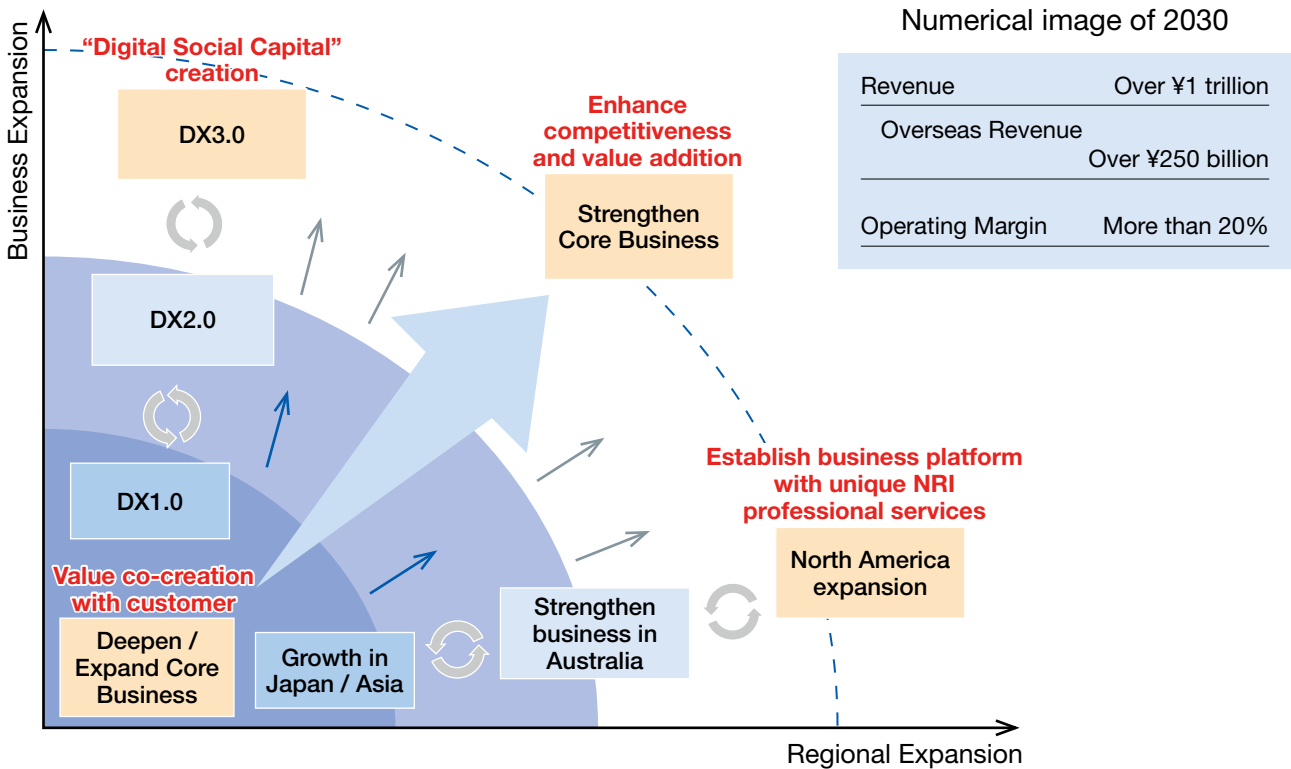 Numerical image of 2030
Revenue Over ¥1 trillion
Overseas Revenue
Over ¥250 billion
Operating Margin More than 20%
Business Expansion
“Digital Social Capital”
creation
DX3.0
Enhance
competitiveness
and value addition
Strengthen
Core Business
DX2.0
DX1.0
Establish business platform
with unique NRI
professional services
North America
expansion
Value co-creation
with customer
Deepen /
Expand Core
Business
Growth in
Japan / Asia
Strengthen
business in
Australia
Regional Expansion